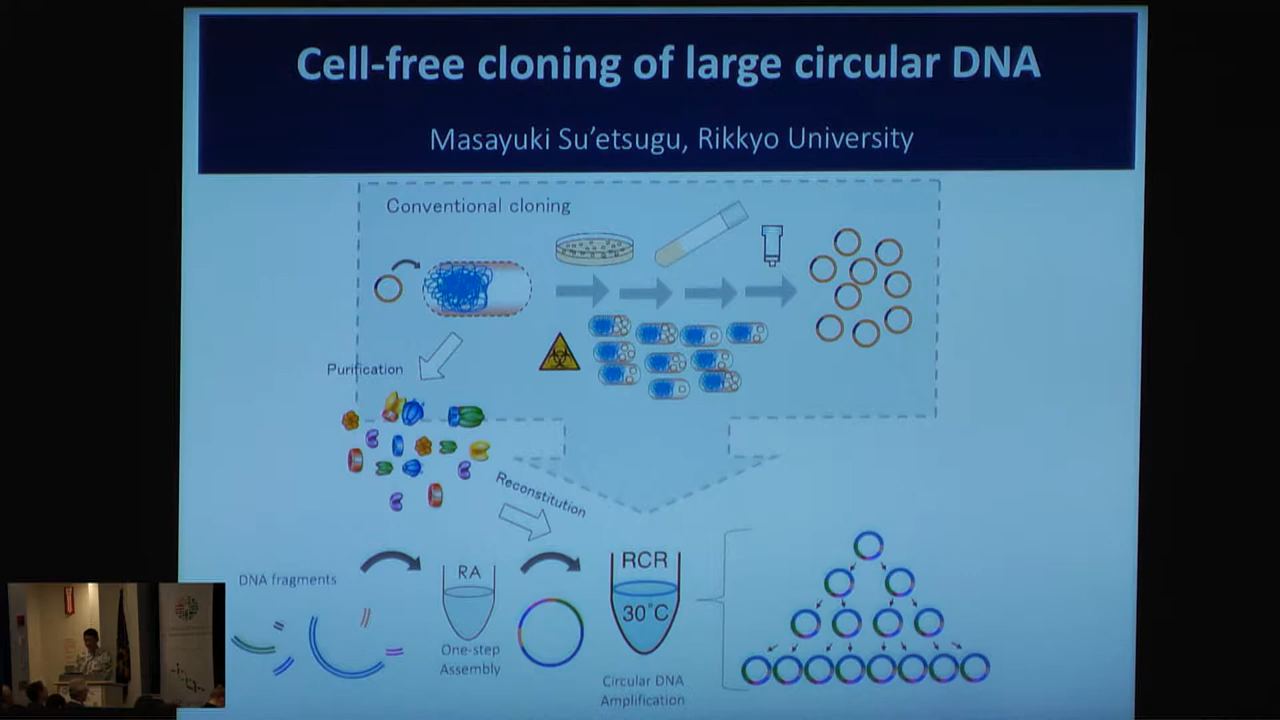 Cell-free cloning of large circular DNA
Masayuki Su'etsugu, Rikkyo University
Conventional cloning
Purification
Reconstitution
DNA fragments
RA
One-step
Assembly
RCR
30°C
Circular DNA
Amplification